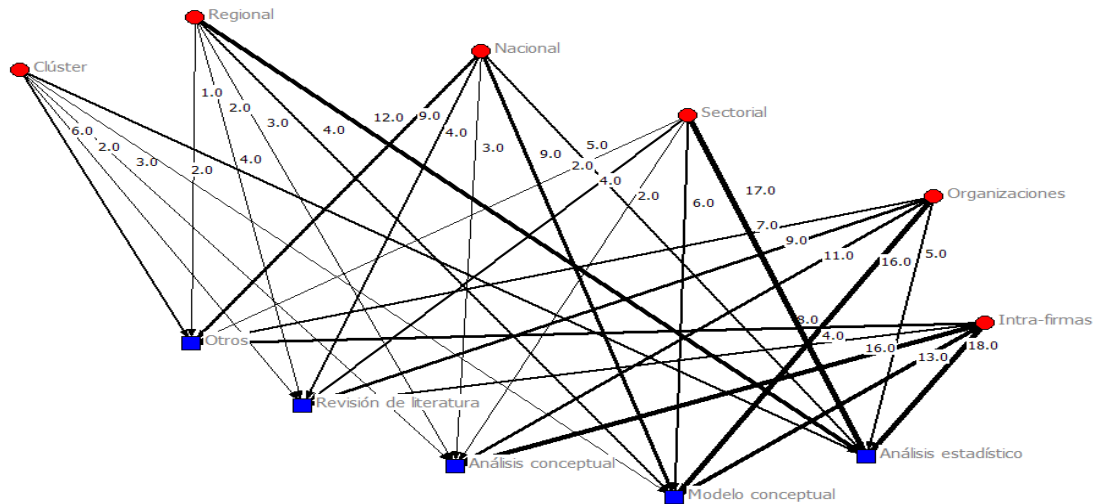 Regional
Nacional
Clúster
1.0
2.0
12.0
9.0
Sectorial
6.0
3.0
4.0
4.0
5.0
2.0
3.0
9.0
3.0
4.0
2.0
2.0
4.0
17.0
2.0
6.0
Organizaciones
7.0
9.0
11.0
16.0
5.0
8.0
Intra-firmas
Otros
4.0
16.0
13.0
18.0
Revisión de literatura
Análisis conceptual
Análisis estadístico
Modelo conceptual